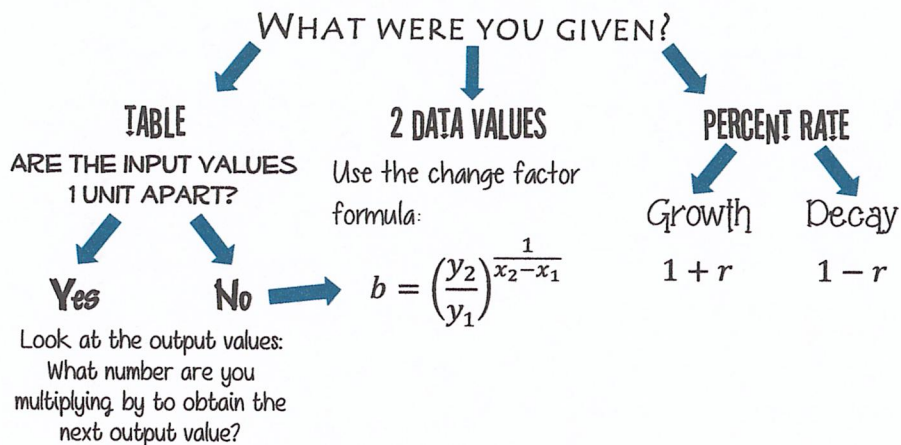 WHAT WERE YOU GIVEN?
TABLE
ARE THE INPUT VALUES
1 UNIT APART?
Yes
No
Look at the output values:
What number are you
multiplying by to obtain the
next output value?
2 DATA VALUES
Use the change factor
formula:
b = (y₂/y₁)^(1/(x₂−x₁))
PERCENT RATE
Growth
1 + r
Decay
1 − r